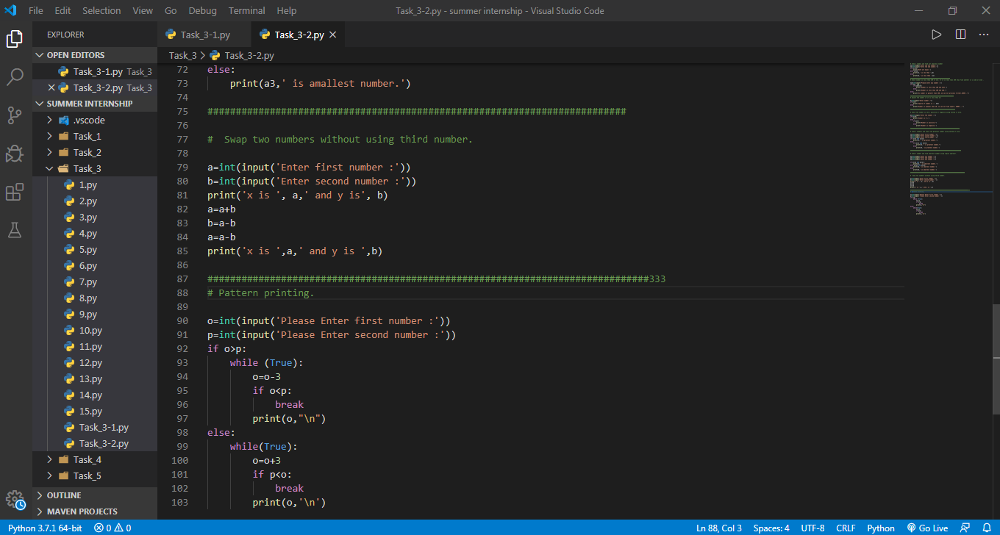 File Edit Selection View Go Debug Terminal Help
Task_3-2.py - summer internship - Visual Studio Code
EXPLORER
OPEN EDITORS
Task_3-1.py Task_3
Task_3-2.py Task_3
SUMMER INTERNSHIP
.vscode
Task_1
Task_2
Task_3
1.py
2.py
3.py
4.py
5.py
6.py
7.py
8.py
9.py
10.py
11.py
12.py
13.py
14.py
15.py
Task_3-1.py
Task_3-2.py
Task_4
Task_5
OUTLINE
MAVEN PROJECTS
Task_3-1.py
Task_3-2.py
Task_3 > Task_3-2.py
72 else:
73     print(a3,' is amallest number.')
74
75 ##########################################################################
76
77 #  Swap two numbers without using third number.
78
79 a=int(input('Enter first number :'))
80 b=int(input('Enter second number :'))
81 print('x is ', a,' and y is', b)
82 a=a+b
83 b=a-b
84 a=a-b
85 print('x is ',a,' and y is ',b)
86
87 ##############################################################################333
88 # Pattern printing.
89
90 o=int(input('Please Enter first number :'))
91 p=int(input('Please Enter second number :'))
92 if o>p:
93     while (True):
94         o=o-3
95         if o<p:
96             break
97         print(o,"\n")
98 else:
99     while(True):
100         o=o+3
101         if p<o:
102             break
103         print(o,'\n')
Python 3.7.1 64-bit
0 0
Ln 88, Col 3
Spaces: 4
UTF-8
CRLF
Python
Go Live